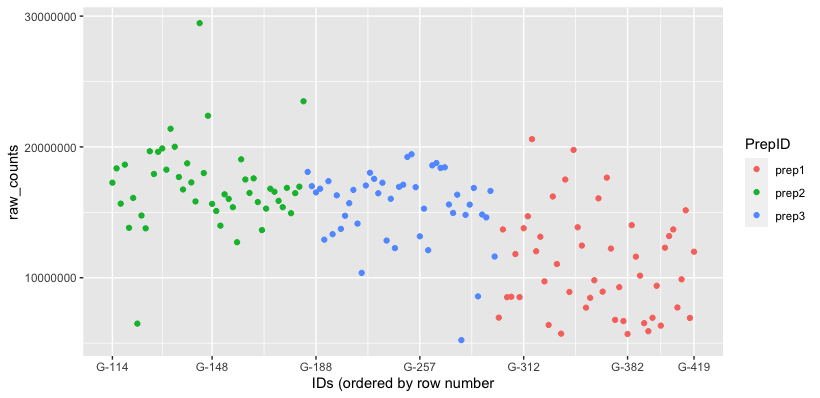 30000000
20000000
10000000
raw_counts
G-114
G-148
G-188
G-257
G-312
G-382
G-419
IDs (ordered by row number
PrepID
prep1
prep2
prep3